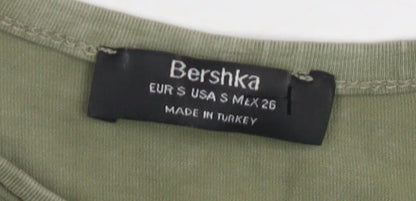 Bershka
EUR S USA S MEX 26
MADE IN TURKEY